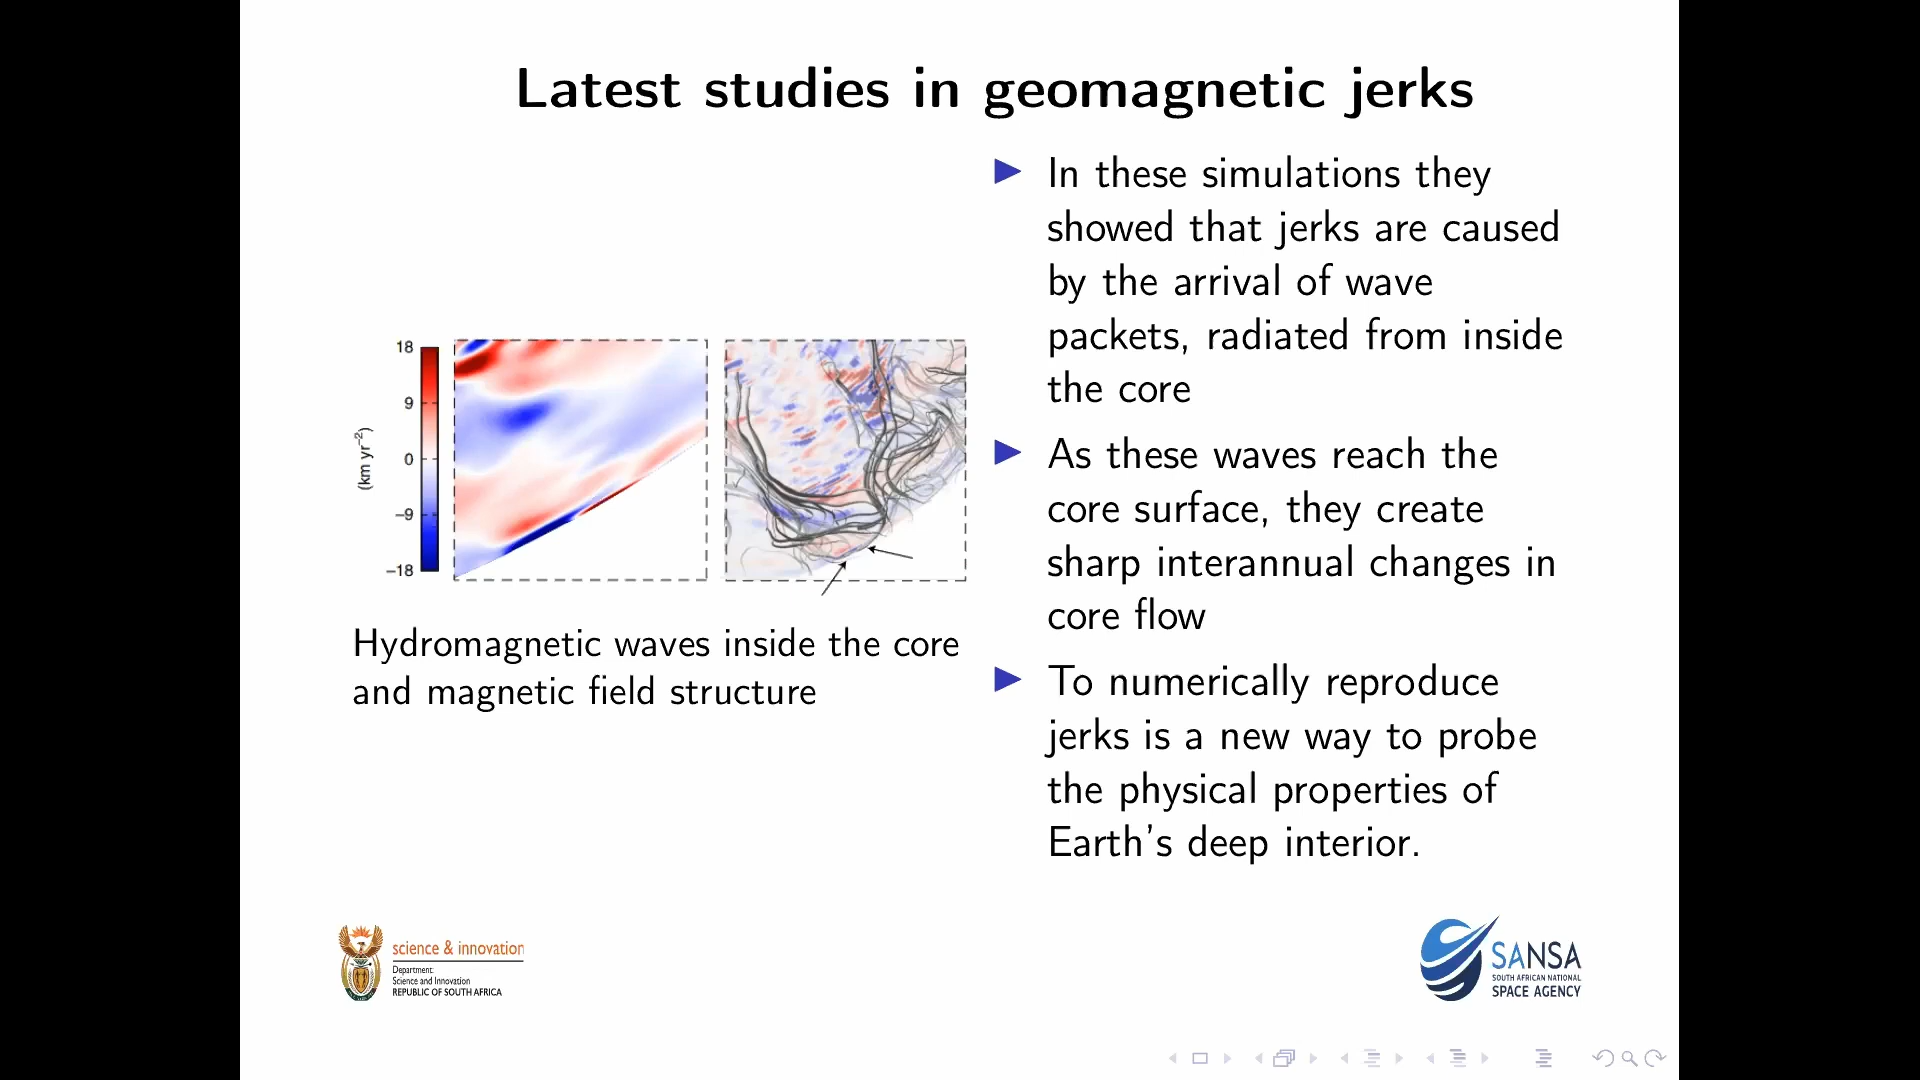 Latest studies in geomagnetic jerks
18
9
0
−9
−18
(km yr−2)
Hydromagnetic waves inside the core
and magnetic field structure
In these simulations they
showed that jerks are caused
by the arrival of wave
packets, radiated from inside
the core
As these waves reach the
core surface, they create
sharp interannual changes in
core flow
To numerically reproduce
jerks is a new way to probe
the physical properties of
Earth's deep interior.
science & innovation
Department:
Science and Innovation
REPUBLIC OF SOUTH AFRICA
SANSA
SOUTH AFRICAN NATIONAL
SPACE AGENCY